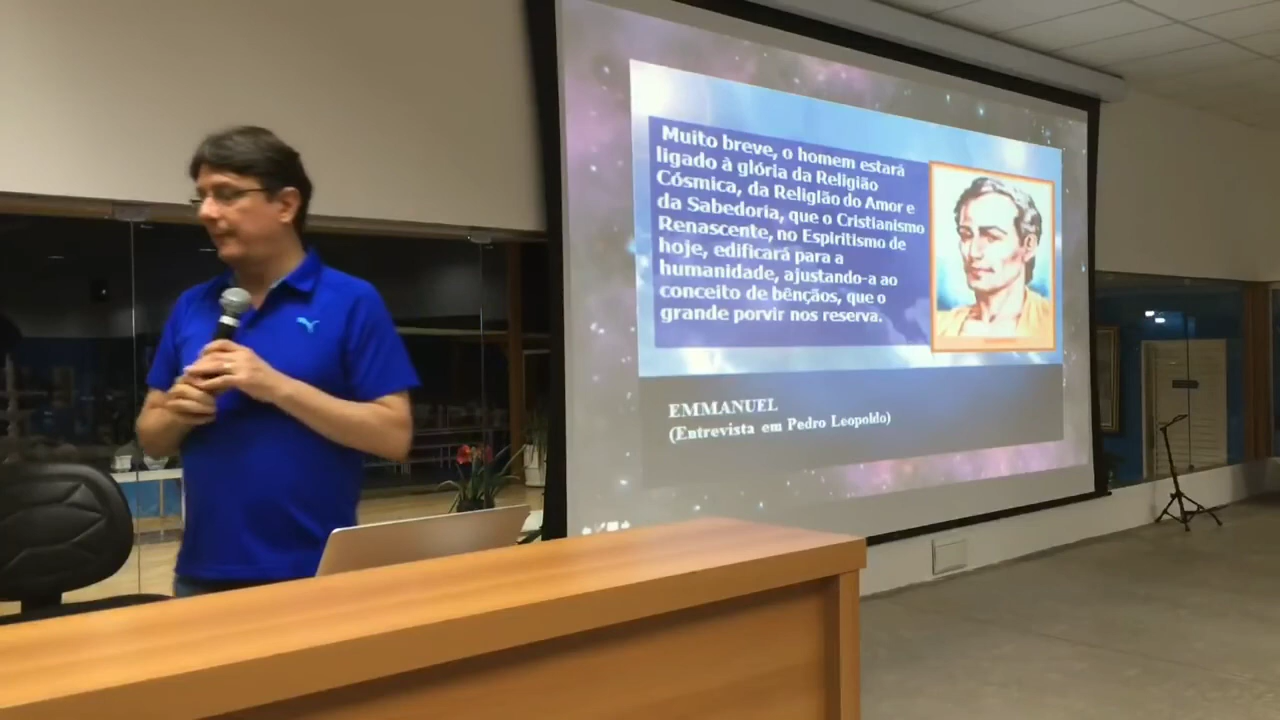 Muito breve, o homem estará
ligado à glória da Religião
Cósmica, da Religião do Amor e
da Sabedoria, que o Cristianismo
Renascente, no Espiritismo de
hoje, edificará para a
humanidade, ajustando-a ao
conceito de bênçãos, que o
grande porvir nos reserva.
EMMANUEL
(Entrevista em Pedro Leopoldo)